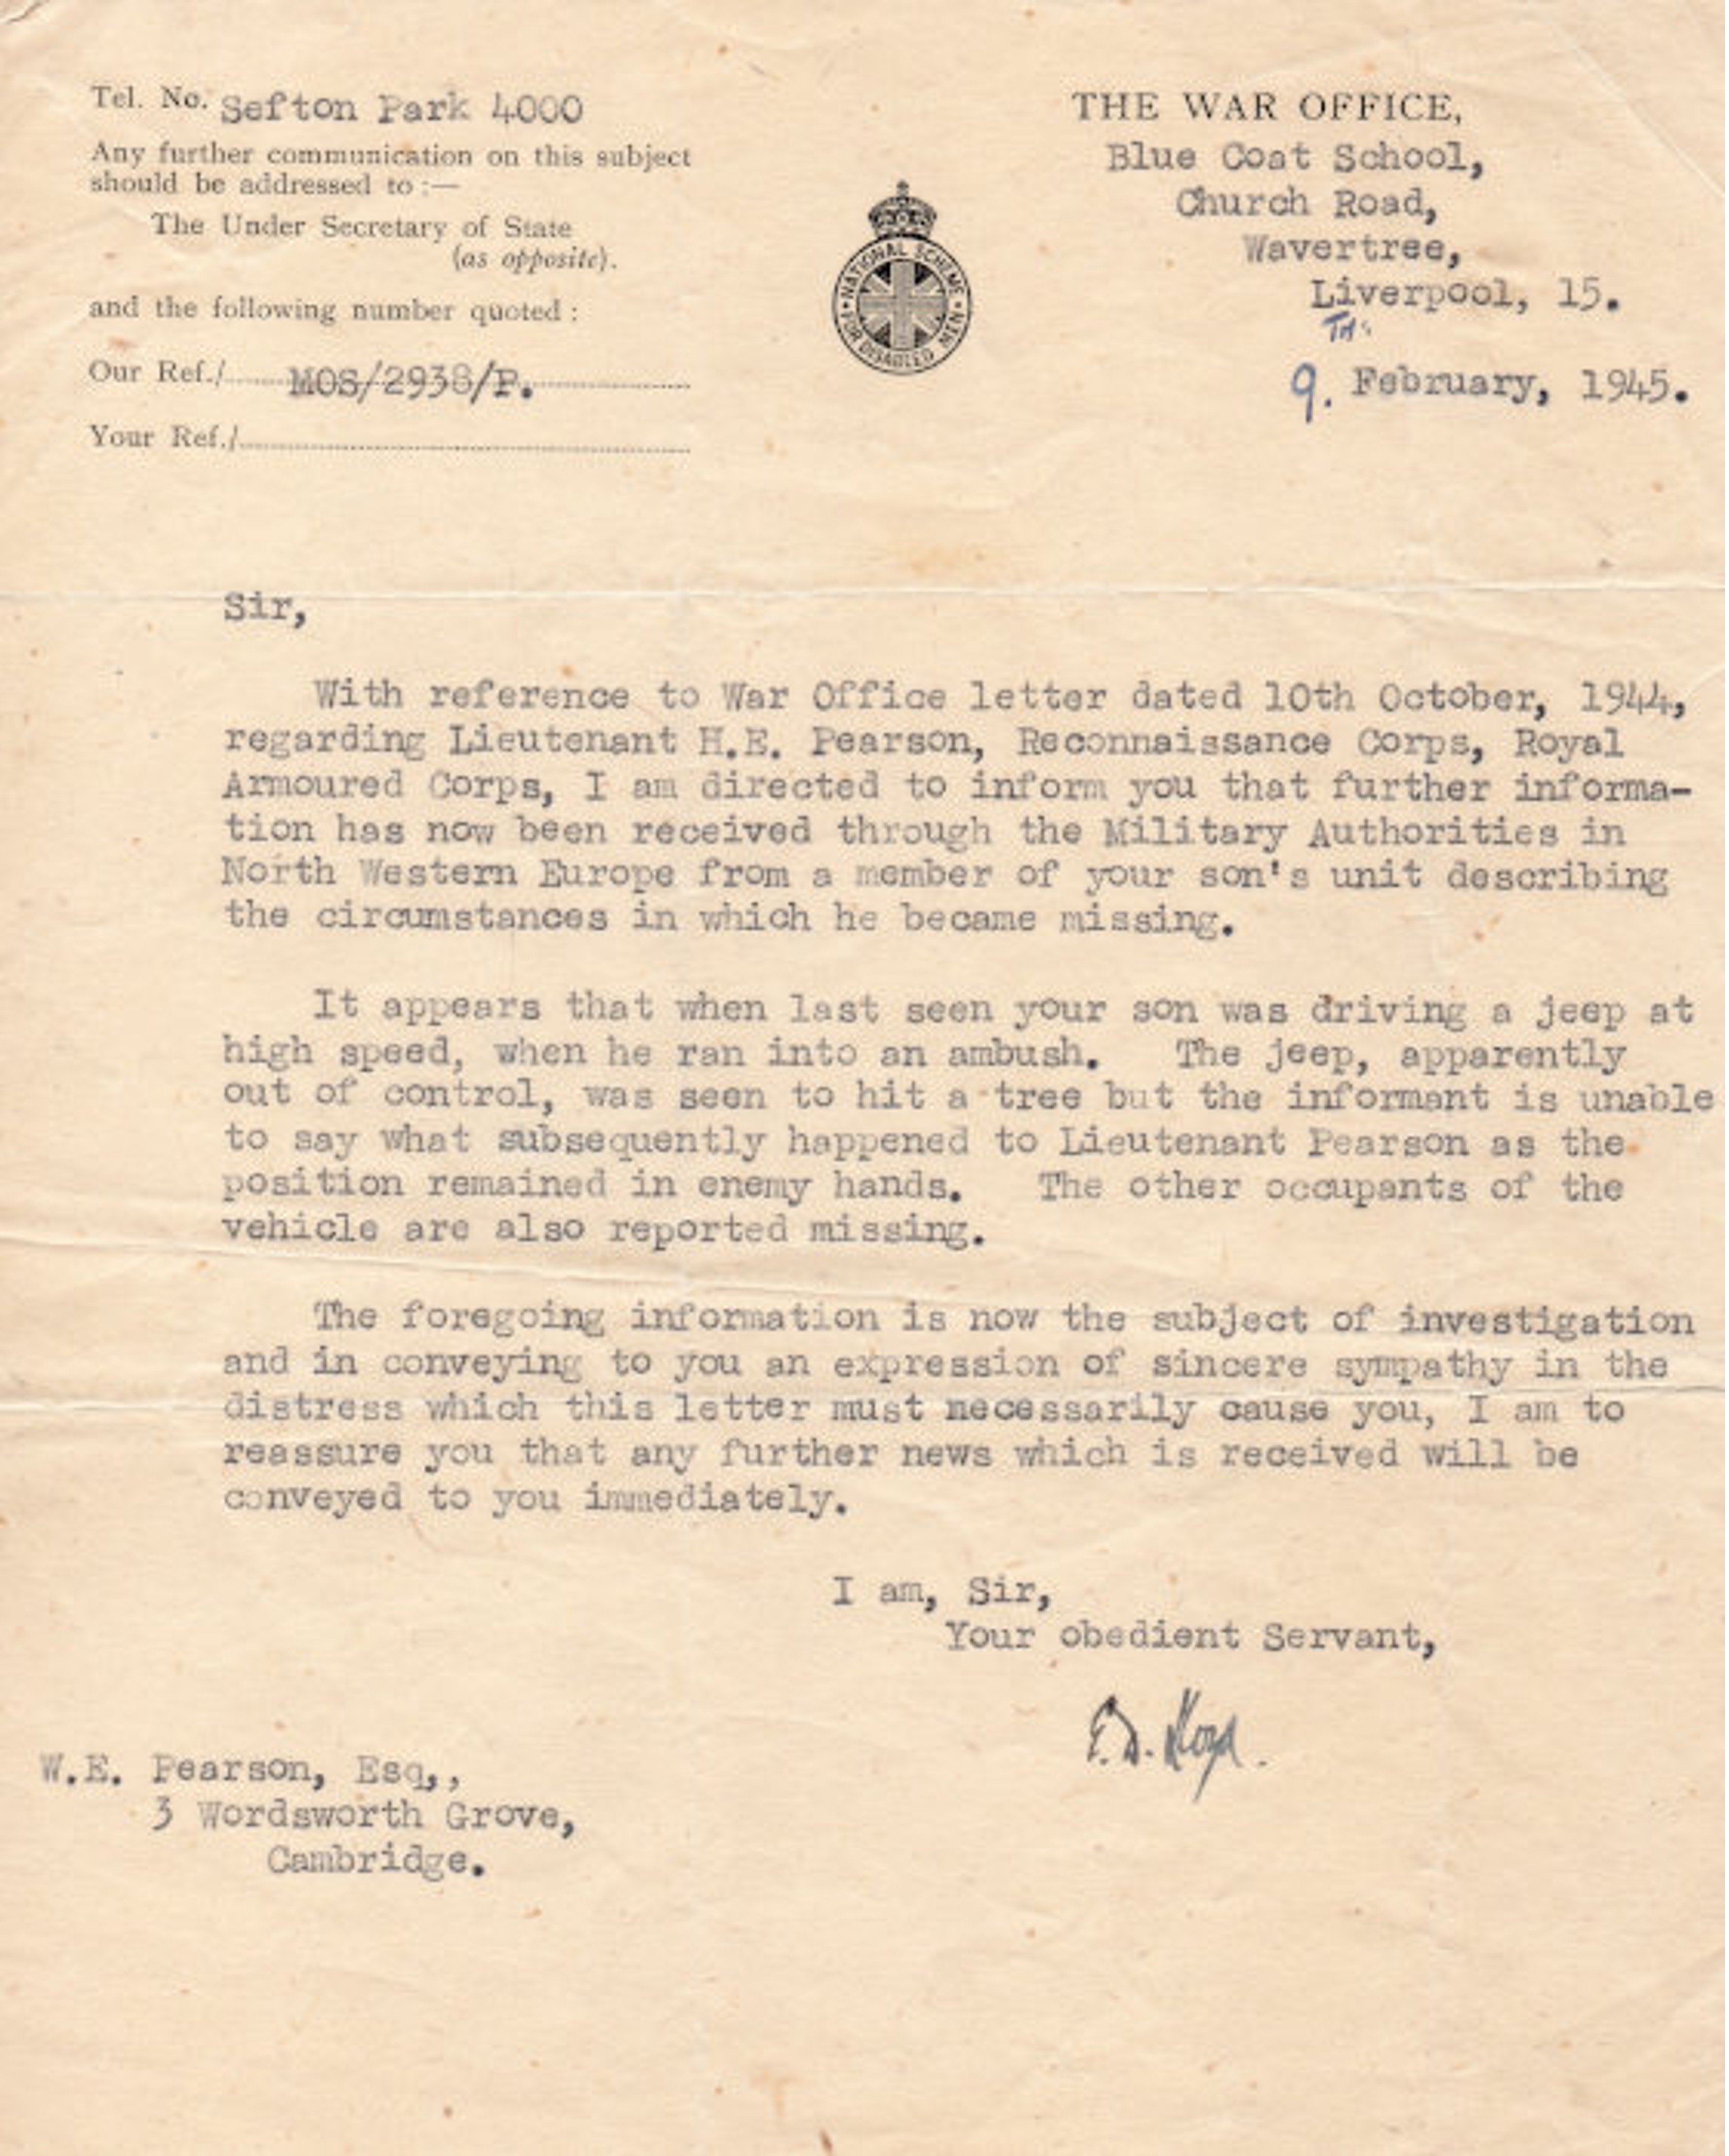 Tel. No. Sefton Park 4000
Any further communication on this subject
should be addressed to :—
The Under Secretary of State
(as opposite).
and the following number quoted :
Our Ref./ MOS/2938/P.
Your Ref./
NATIONAL SCHEME
FOR DISABLED MEN
THE WAR OFFICE,
Blue Coat School,
Church Road,
Wavertree,
Liverpool, 15.
TH
9. February, 1945.
Sir,
With reference to War Office letter dated 10th October, 1944,
regarding Lieutenant H.E. Pearson, Reconnaissance Corps, Royal
Armoured Corps, I am directed to inform you that further informa-
tion has now been received through the Military Authorities in
North Western Europe from a member of your son's unit describing
the circumstances in which he became missing.
It appears that when last seen your son was driving a jeep at
high speed, when he ran into an ambush. The jeep, apparently
out of control, was seen to hit a tree but the informant is unable
to say what subsequently happened to Lieutenant Pearson as the
position remained in enemy hands. The other occupants of the
vehicle are also reported missing.
The foregoing information is now the subject of investigation
and in conveying to you an expression of sincere sympathy in the
distress which this letter must necessarily cause you, I am to
reassure you that any further news which is received will be
conveyed to you immediately.
I am, Sir,
Your obedient Servant,
E.D.
W.E. Pearson, Esq,,
3 Wordsworth Grove,
Cambridge.